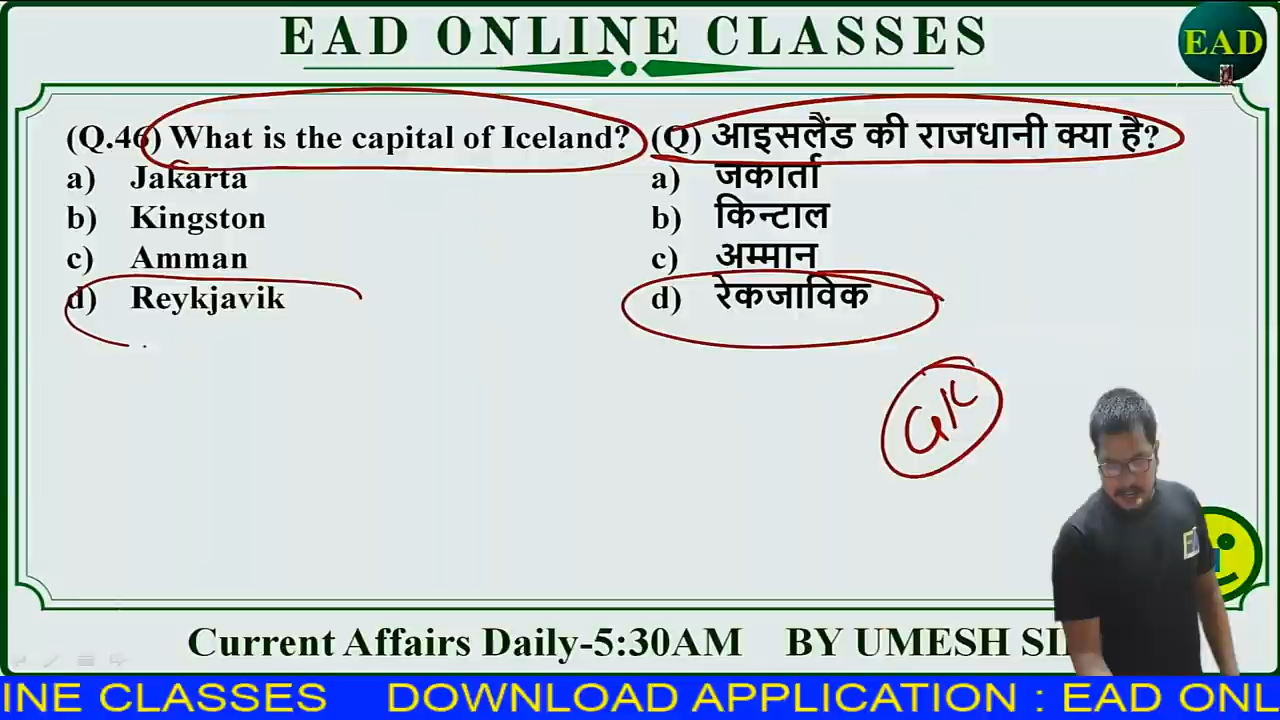 EAD ONLINE CLASSES
EAD
(Q.46) What is the capital of Iceland?
a) Jakarta
b) Kingston
c) Amman
d) Reykjavik
(Q) आइसलैंड की राजधानी क्या है?
a) जकार्ता
b) किन्टाल
c) अम्मान
d) रेकजाविक
GK
Current Affairs Daily-5:30AM BY UMESH
INE CLASSES DOWNLOAD APPLICATION : EAD ONL